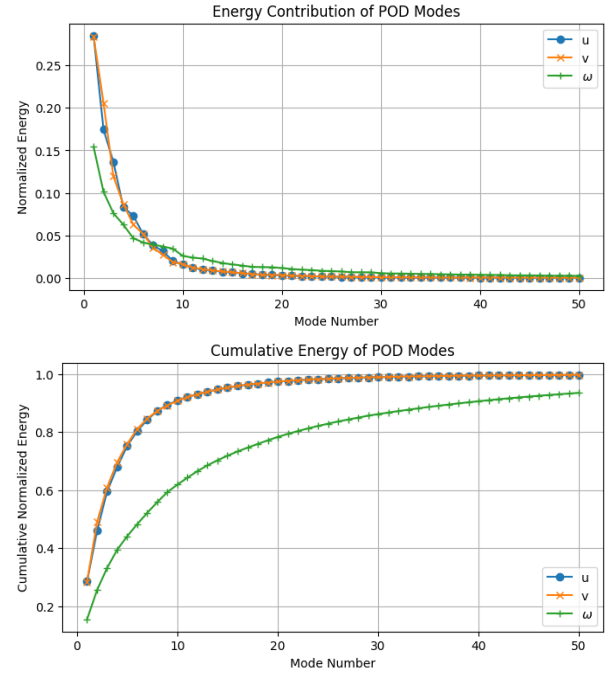 Energy Contribution of POD Modes
Normalized Energy
0.25
0.20
0.15
0.10
0.05
0.00
u
v
ω
0
10
20
30
40
50
Mode Number
Cumulative Energy of POD Modes
Cumulative Normalized Energy
1.0
0.8
0.6
0.4
0.2
u
v
ω
0
10
20
30
40
50
Mode Number